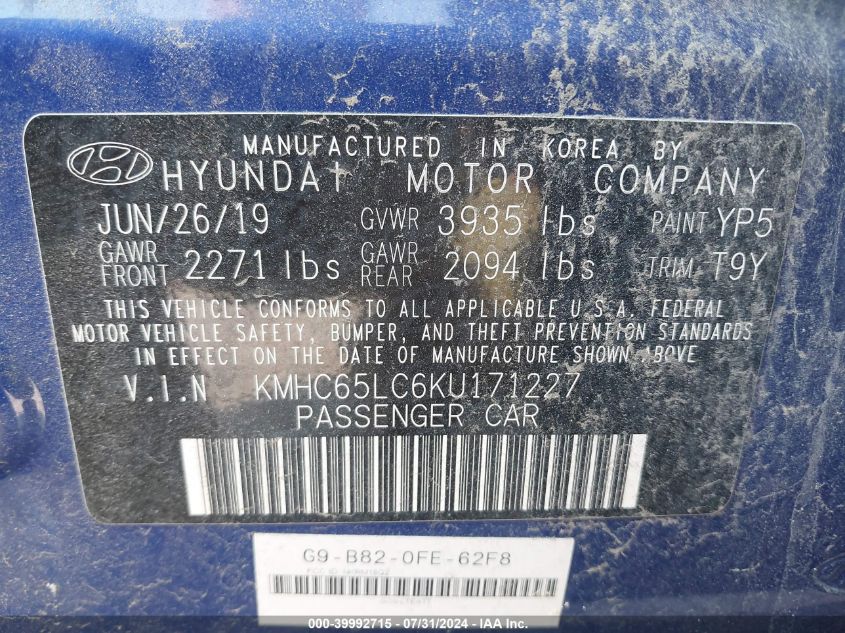 MANUFACTURED IN KOREA BY
HYUNDAI MOTOR COMPANY
JUN/26/19 GVWR 3935 lbs PAINT YP5
GAWR FRONT 2271 lbs GAWR REAR 2094 lbs TRIM T9Y
THIS VEHICLE CONFORMS TO ALL APPLICABLE U.S.A. FEDERAL
MOTOR VEHICLE SAFETY, BUMPER, AND THEFT PREVENTION STANDARDS
IN EFFECT ON THE DATE OF MANUFACTURE SHOWN ABOVE
V.I.N KMHC65LC6KU171227
PASSENGER CAR
G9-B82-0FE-62F8
FCC ID
000-39992715 | 07/31/2024 | © IAA Inc.